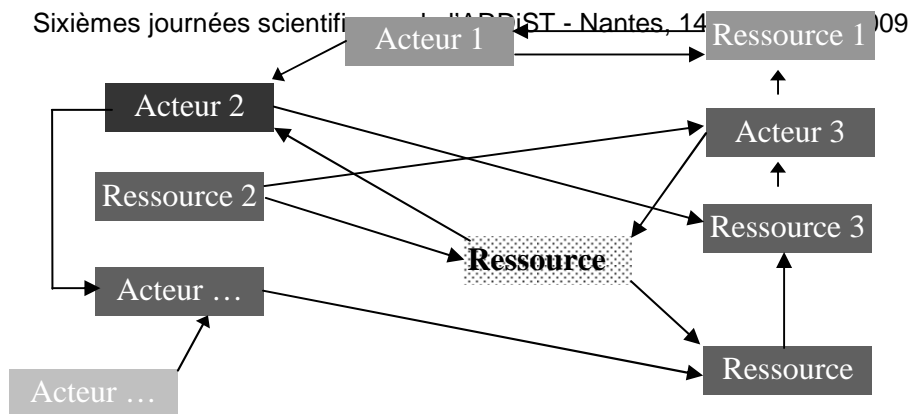 Sixièmes journées - Nantes,
Acteur 1
Ressource 1
Acteur 2
Acteur 3
Ressource 2
Ressource 3
Ressource
Acteur …
Ressource
Acteur …